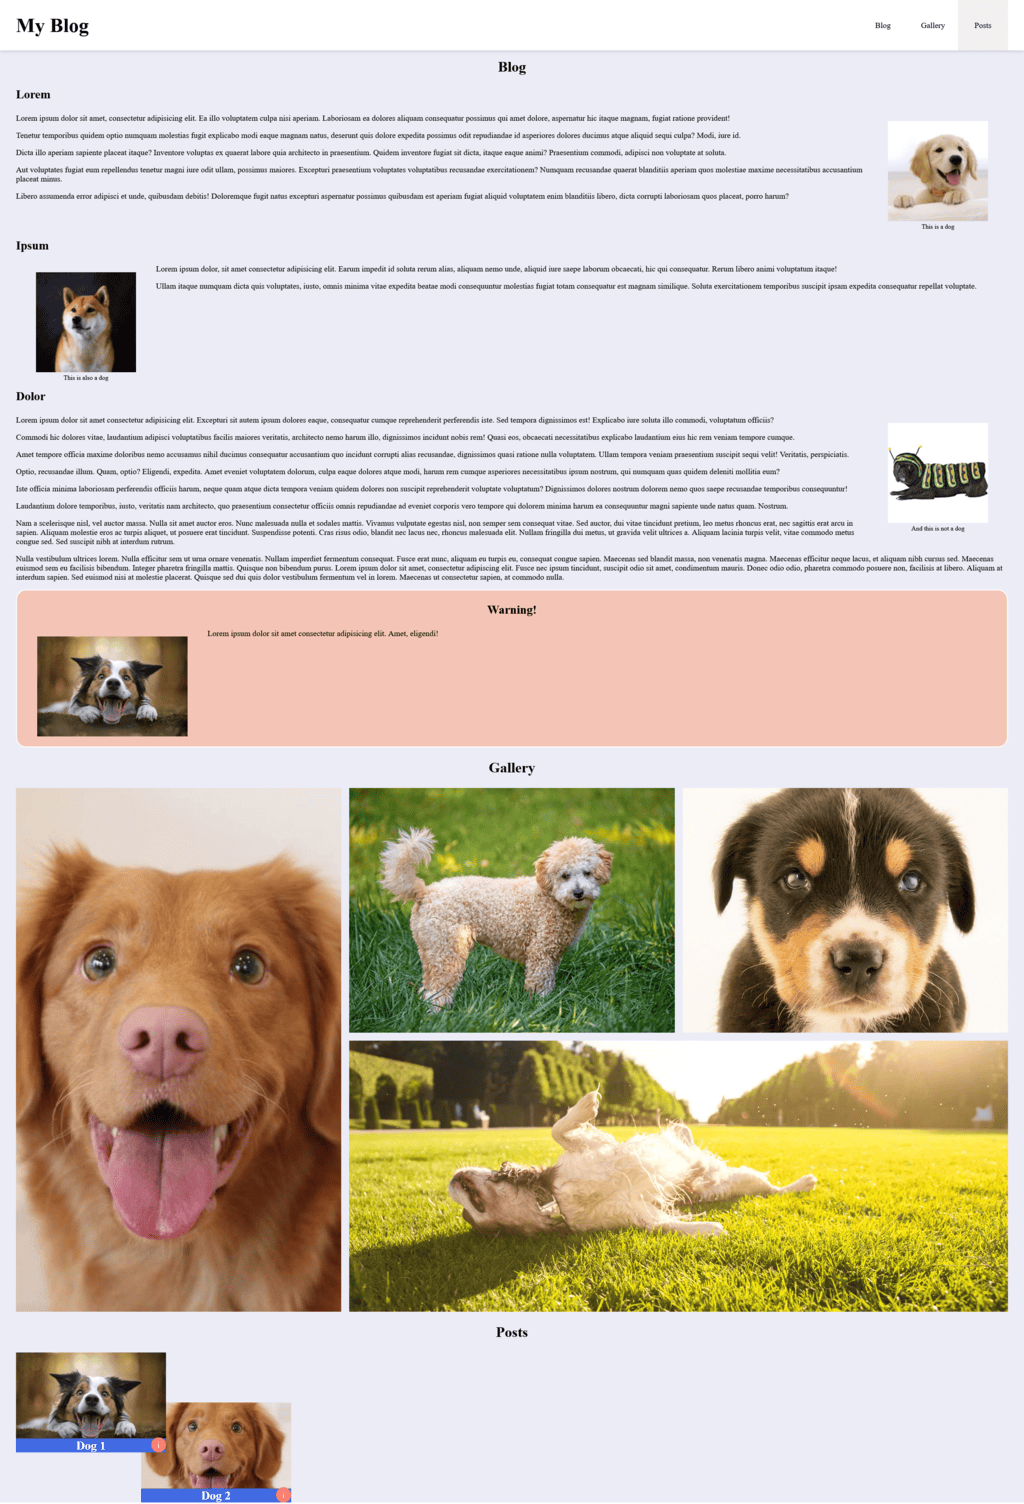 My Blog
Blog Gallery Posts
Blog
Lorem
Lorem ipsum dolor sit amet, consectetur adipisicing elit. Ea illo voluptatem culpa nisi aperiam. Laboriosam ea dolores aliquam consequatur possimus qui amet dolore, aspernatur hic itaque magnam, fugiat ratione provident!
Tenetur temporibus quidem optio numquam molestias fugit explicabo modi eaque magnam natus, deserunt quis dolore expedita possimus odit repudiandae id asperiores dolores ducimus atque aliquid sequi culpa? Modi, iure id.
Dicta illo aperiam sapiente placeat itaque? Inventore voluptas ex quaerat labore quia architecto in praesentium. Quidem inventore fugiat sit dicta, itaque eaque animi? Praesentium commodi, adipisci non voluptate at soluta.
Aut voluptates fugiat eum repellendus tenetur magni iure odit ullam, possimus maiores. Excepturi praesentium voluptates voluptatibus recusandae exercitationem? Numquam recusandae quaerat blanditiis aperiam quos molestiae maxime necessitatibus accusantium
placeat minus.
Libero assumenda error adipisci et unde, quibusdam debitis! Doloremque fugit natus excepturi aspernatur possimus quibusdam est aperiam fugiat aliquid voluptatem enim blanditiis libero, dicta corrupti laboriosam quos placeat, porro harum?
This is a dog
Ipsum
Lorem ipsum dolor, sit amet consectetur adipisicing elit. Earum impedit id soluta rerum alias, aliquam nemo unde, aliquid iure saepe laborum obcaecati, hic qui consequatur. Rerum libero animi voluptatum itaque!
Ullam itaque numquam dicta quis voluptates, iusto, omnis minima vitae expedita beatae modi consequuntur molestias fugiat totam consequatur est magnam similique. Soluta exercitationem temporibus suscipit ipsam expedita consequatur repellat voluptate.
This is also a dog
Dolor
Lorem ipsum dolor sit amet consectetur adipisicing elit. Excepturi sit autem ipsum dolores eaque, consequatur cumque reprehenderit perferendis iste. Sed tempora dignissimos est! Explicabo iure soluta illo commodi, voluptatum officiis?
Commodi hic dolores vitae, laudantium adipisci voluptatibus facilis maiores veritatis, architecto nemo harum illo, dignissimos incidunt nobis rem! Quasi eos, obcaecati necessitatibus explicabo laudantium eius hic rem veniam tempore cumque.
Amet tempore officia maxime doloribus nemo accusamus nihil ducimus consequatur accusantium quo incidunt corrupti alias recusandae, dignissimos quasi ratione nulla voluptatem. Ullam tempora veniam praesentium suscipit sequi velit! Veritatis, perspiciatis.
Optio, recusandae illum. Quam, optio? Eligendi, expedita. Amet eveniet voluptatem dolorum, culpa eaque dolores atque modi, harum rem cumque asperiores necessitatibus ipsum nostrum, qui numquam quas quidem deleniti mollitia eum?
Iste officia minima laboriosam perferendis officiis harum, neque quam atque dicta tempora veniam quidem dolores non suscipit reprehenderit voluptate voluptatum? Dignissimos dolores nostrum dolorem nemo quos saepe recusandae temporibus consequuntur!
Laudantium dolore temporibus, iusto, veritatis nam architecto, quo praesentium consectetur officiis omnis repudiandae ad eveniet corporis vero tempore qui dolorem minima harum ea consequuntur magni sapiente unde natus quam. Nostrum.
And this is not a dog
Nam a scelerisque nisl, vel auctor massa. Nulla sit amet auctor eros. Nunc malesuada nulla et sodales mattis. Vivamus vulputate egestas nisl, non semper sem consequat vitae. Sed auctor, dui vitae tincidunt pretium, leo metus rhoncus erat, nec sagittis erat arcu in
sapien. Aliquam molestie eros ac turpis aliquet, ut posuere erat tincidunt. Suspendisse potenti. Cras risus odio, blandit nec lacus nec, rhoncus malesuada elit. Nullam fringilla dui metus, ut gravida velit ultrices a. Aliquam lacinia turpis velit, vitae commodo metus
congue sed. Sed suscipit nibh at interdum rutrum.
Nulla vestibulum ultrices lorem. Nulla efficitur sem ut urna ornare venenatis. Nullam imperdiet fermentum consequat. Fusce erat nunc, aliquam eu turpis eu, consequat congue sapien. Maecenas sed blandit massa, non venenatis magna. Maecenas efficitur neque lacus, et aliquam nibh cursus sed. Maecenas
euismod sem eu facilisis bibendum. Integer pharetra fringilla mattis. Quisque non bibendum purus. Lorem ipsum dolor sit amet, consectetur adipiscing elit. Fusce nec ipsum tincidunt, suscipit odio sit amet, condimentum mauris. Donec odio odio, pharetra commodo posuere non, facilisis at libero. Aliquam at
interdum sapien. Sed euismod nisi at molestie placerat. Quisque sed dui quis dolor vestibulum fermentum vel in lorem. Maecenas ut consectetur sapien, at commodo nulla.
Warning!
Lorem ipsum dolor sit amet consectetur adipisicing elit. Amet, eligendi!
Gallery
Posts
Dog 1
i
Dog 2
i